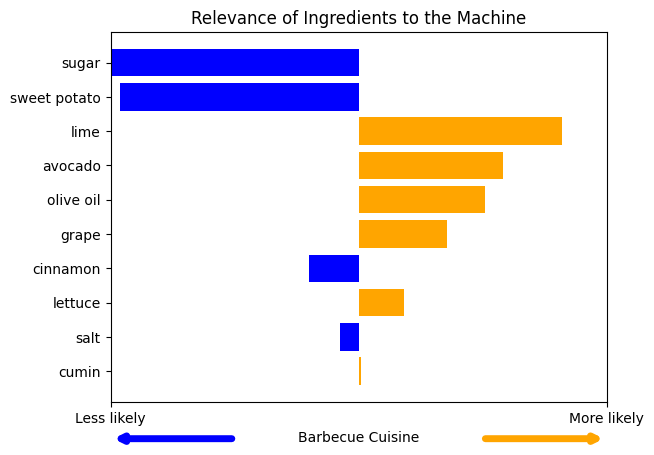 Relevance of Ingredients to the Machine
sugar
sweet potato
lime
avocado
olive oil
grape
cinnamon
lettuce
salt
cumin
Less likely
More likely
Barbecue Cuisine